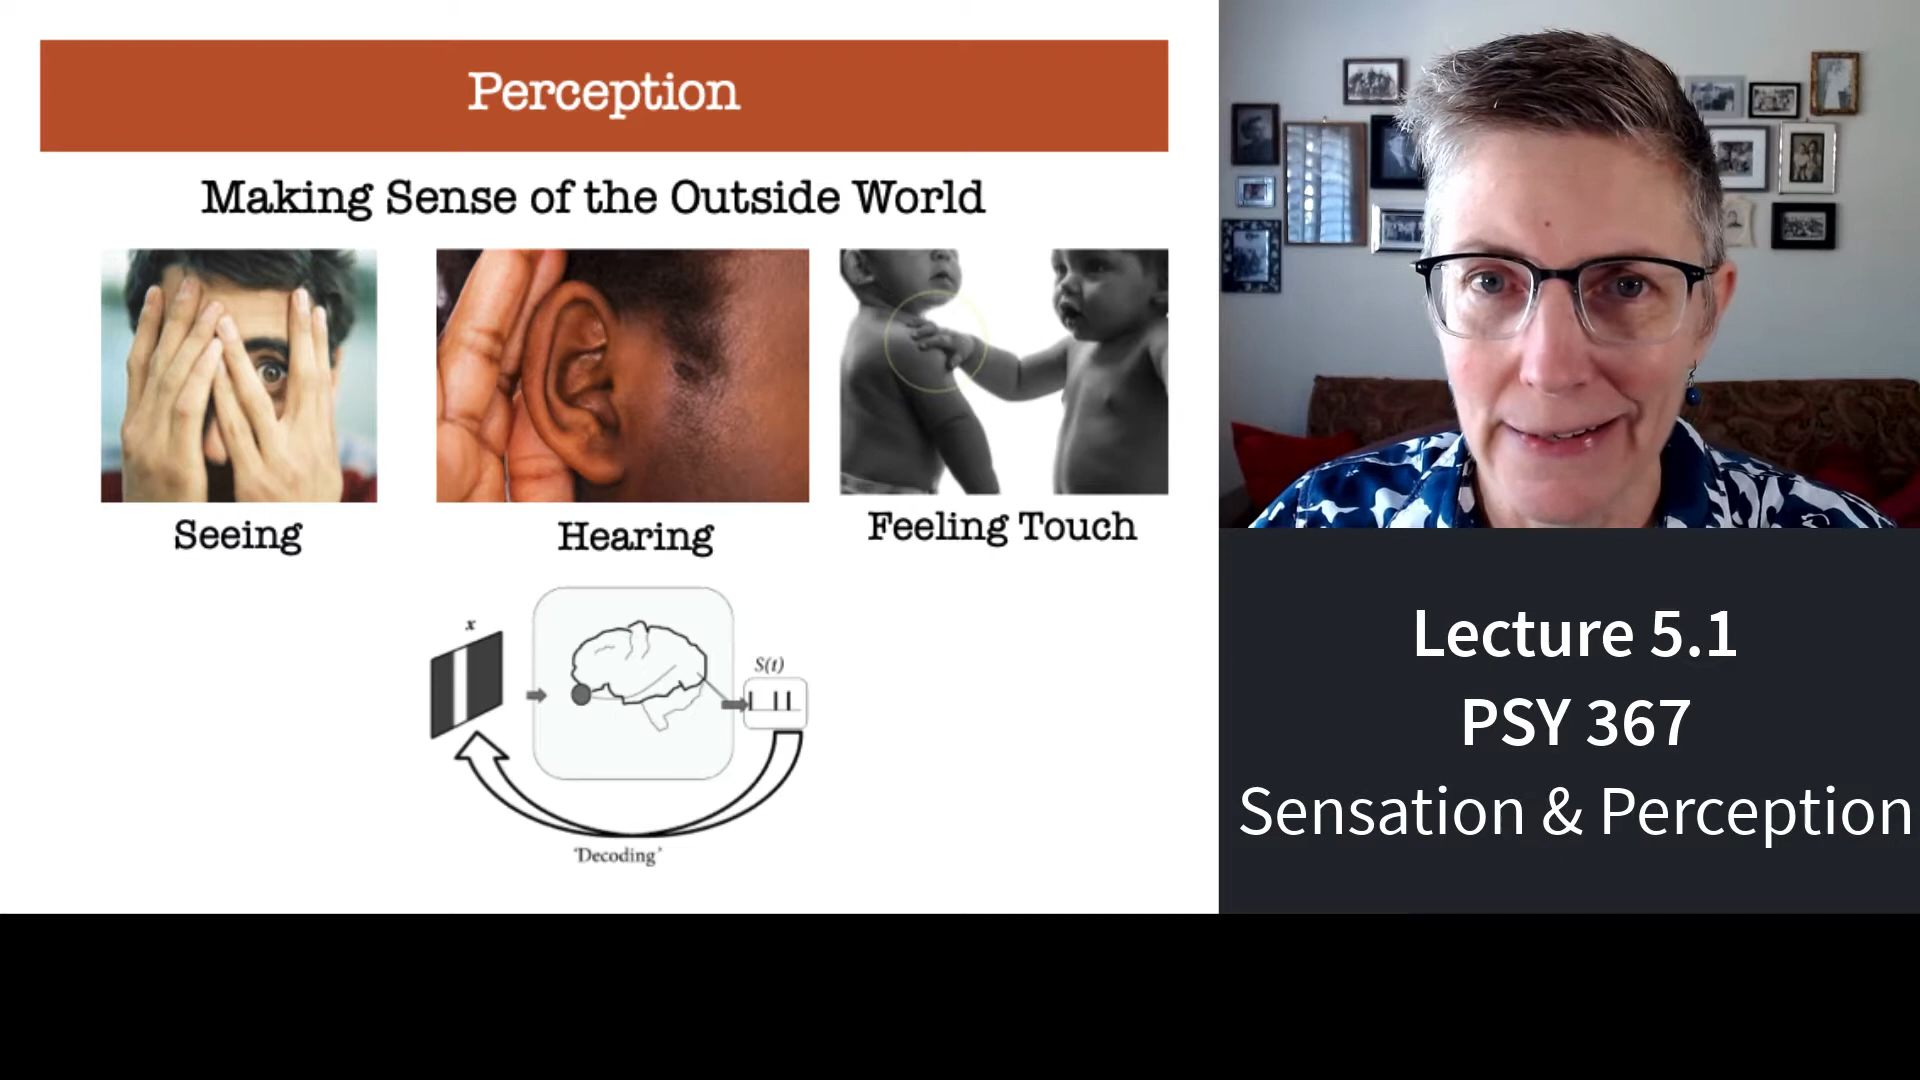 Perception
Making Sense of the Outside World
Seeing
Hearing
Feeling Touch
x
S(t)
'Decoding'
Lecture 5.1
PSY 367
Sensation & Perception